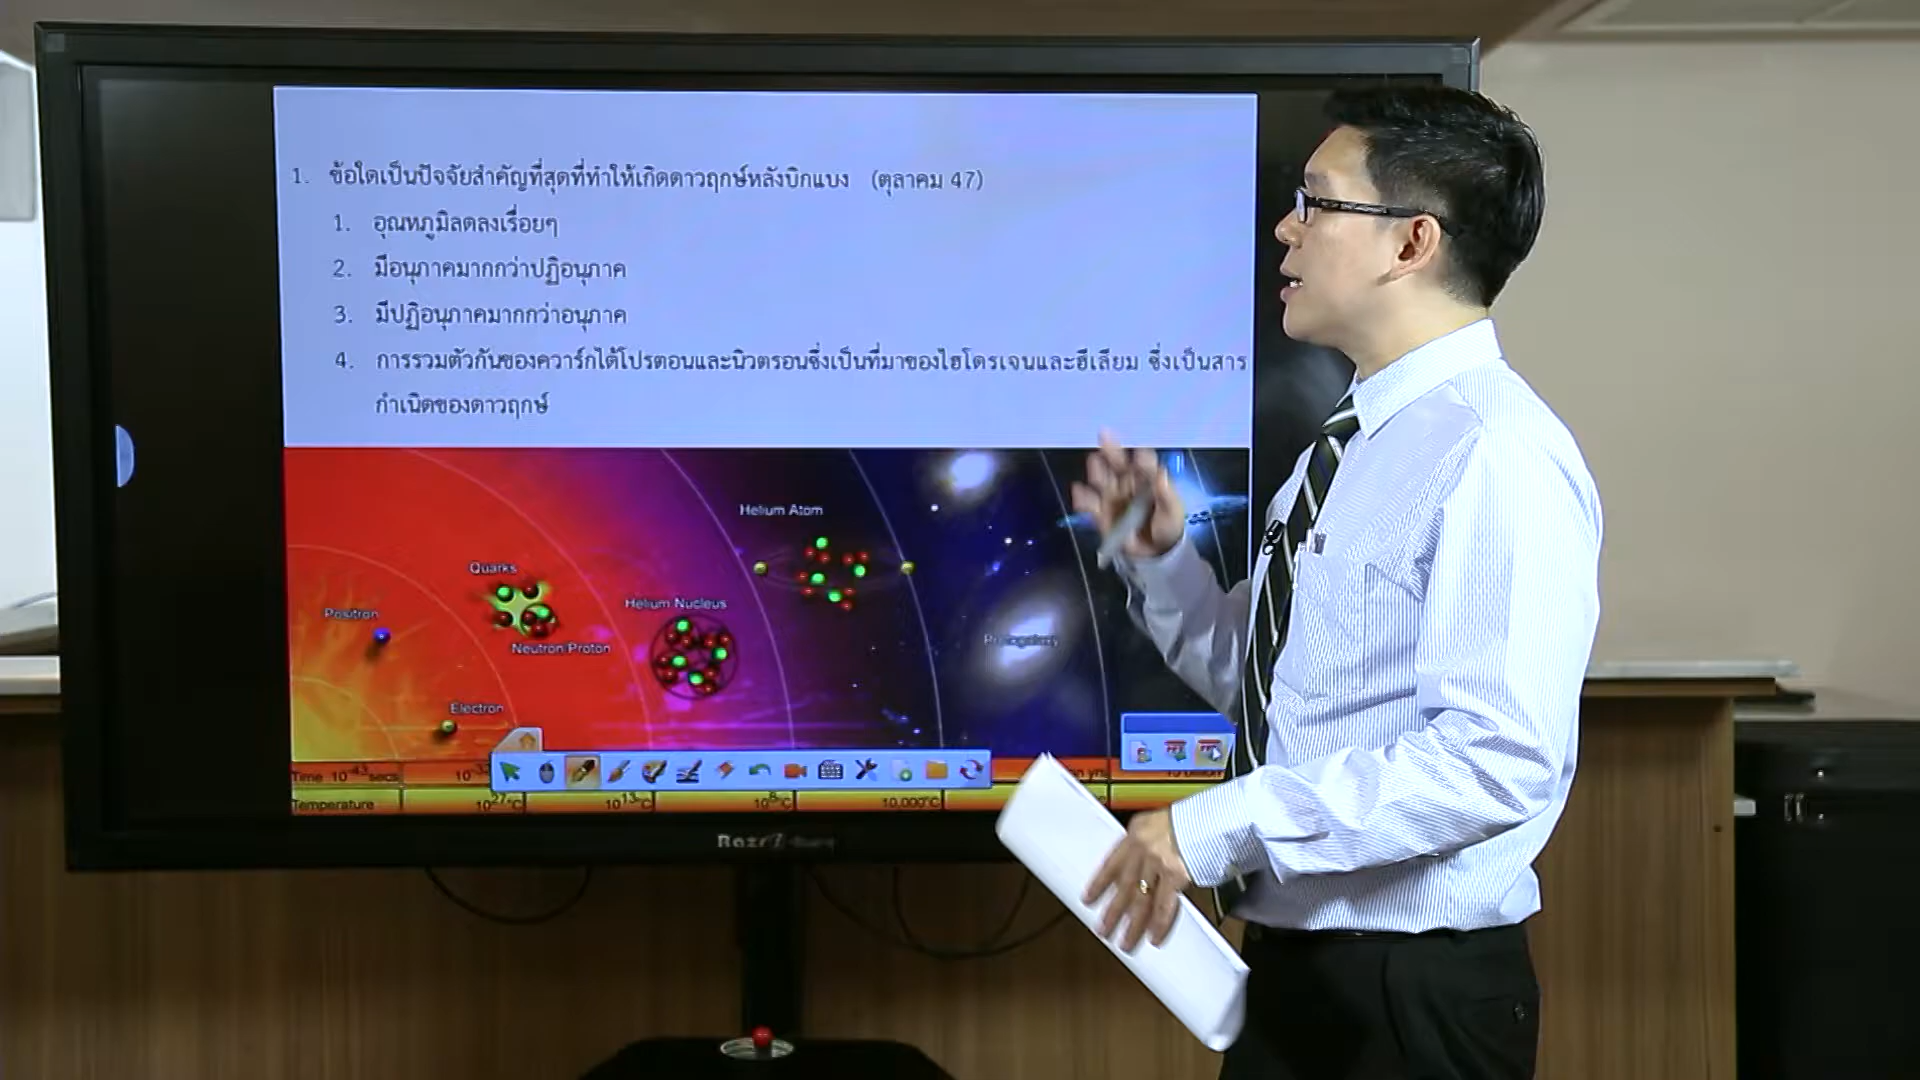 1. ข้อใดเป็นปัจจัยสำคัญที่สุดที่ทำให้เกิดดาวฤกษ์หลังบิกแบง (ตุลาคม 47)
1. อุณหภูมิลดลงเรื่อยๆ
2. มีอนุภาคมากกว่าปฏิอนุภาค
3. มีปฏิอนุภาคมากกว่าอนุภาค
4. การรวมตัวกันของควาร์กได้โปรตอนและนิวตรอนซึ่งเป็นที่มาของไฮโดรเจนและฮีเลียม ซึ่งเป็นสาร
กำเนิดของดาวฤกษ์
Helium Atom
Quarks
Helium Nucleus
Positron
Neutron Proton
Electron
Time 10⁻⁴³ secs
Temperature 10²⁷°C 10¹³°C 10⁸°C 10,000°C